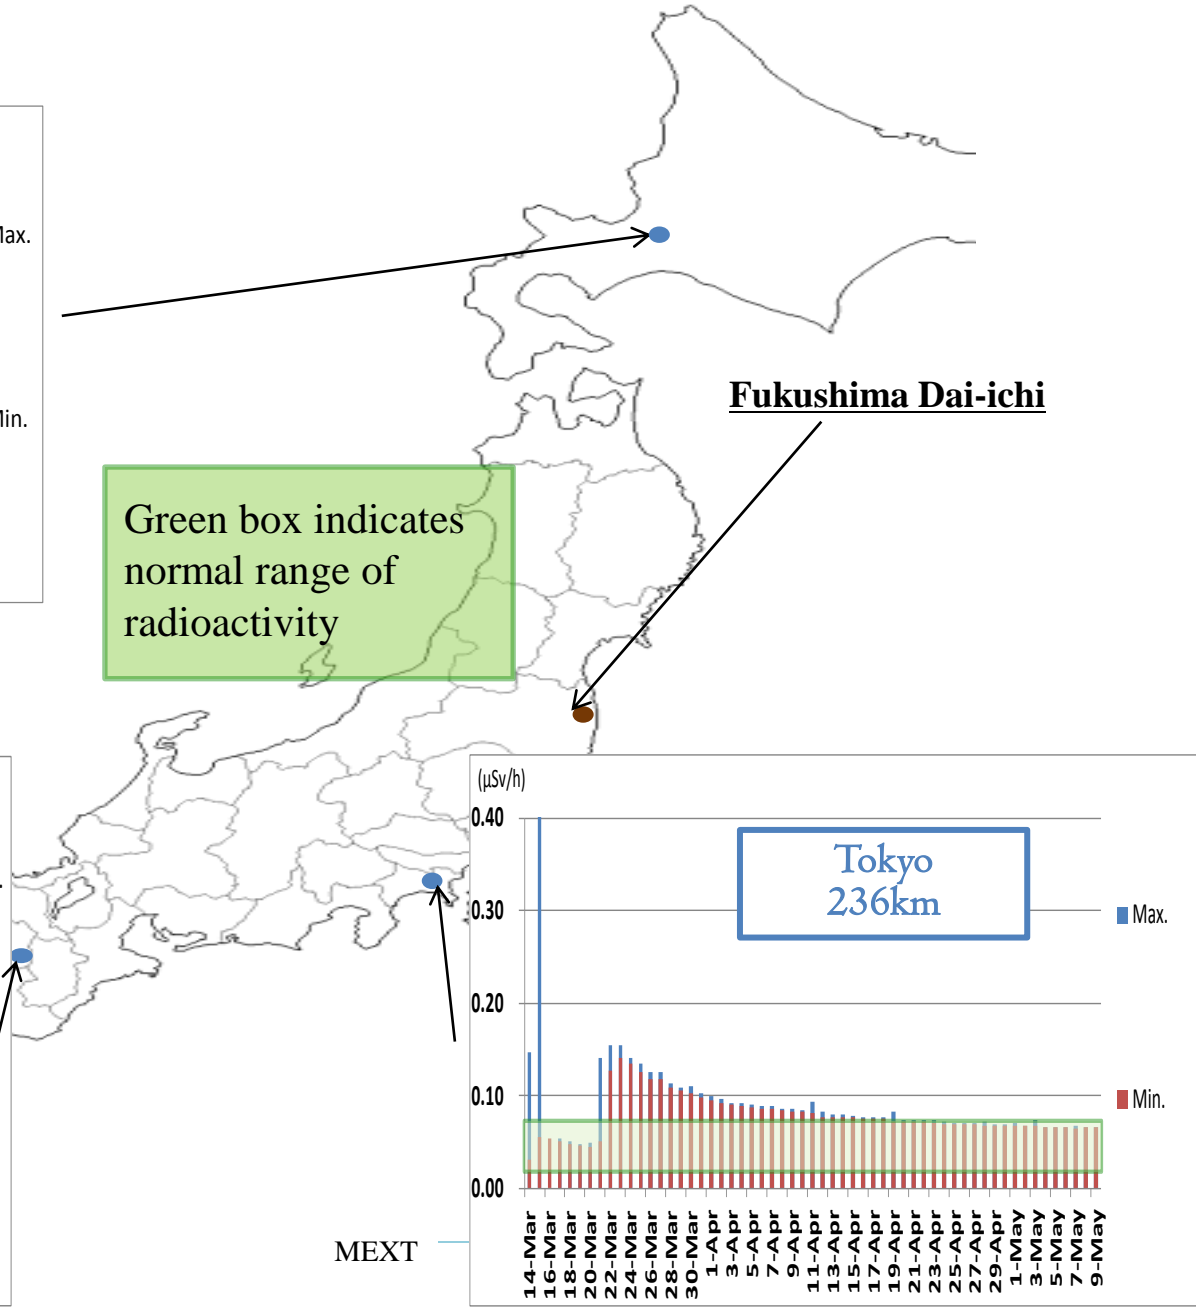 Max.
Min.
Fukushima Dai-ichi
Green box indicates
normal range of
radioactivity
(μSv/h)
0.40
0.30
0.20
0.10
0.00
Tokyo
236km
Max.
Min.
14-Mar
16-Mar
18-Mar
20-Mar
22-Mar
24-Mar
26-Mar
28-Mar
30-Mar
1-Apr
3-Apr
5-Apr
7-Apr
9-Apr
11-Apr
13-Apr
15-Apr
17-Apr
19-Apr
21-Apr
23-Apr
25-Apr
27-Apr
29-Apr
1-May
3-May
5-May
7-May
9-May
MEXT